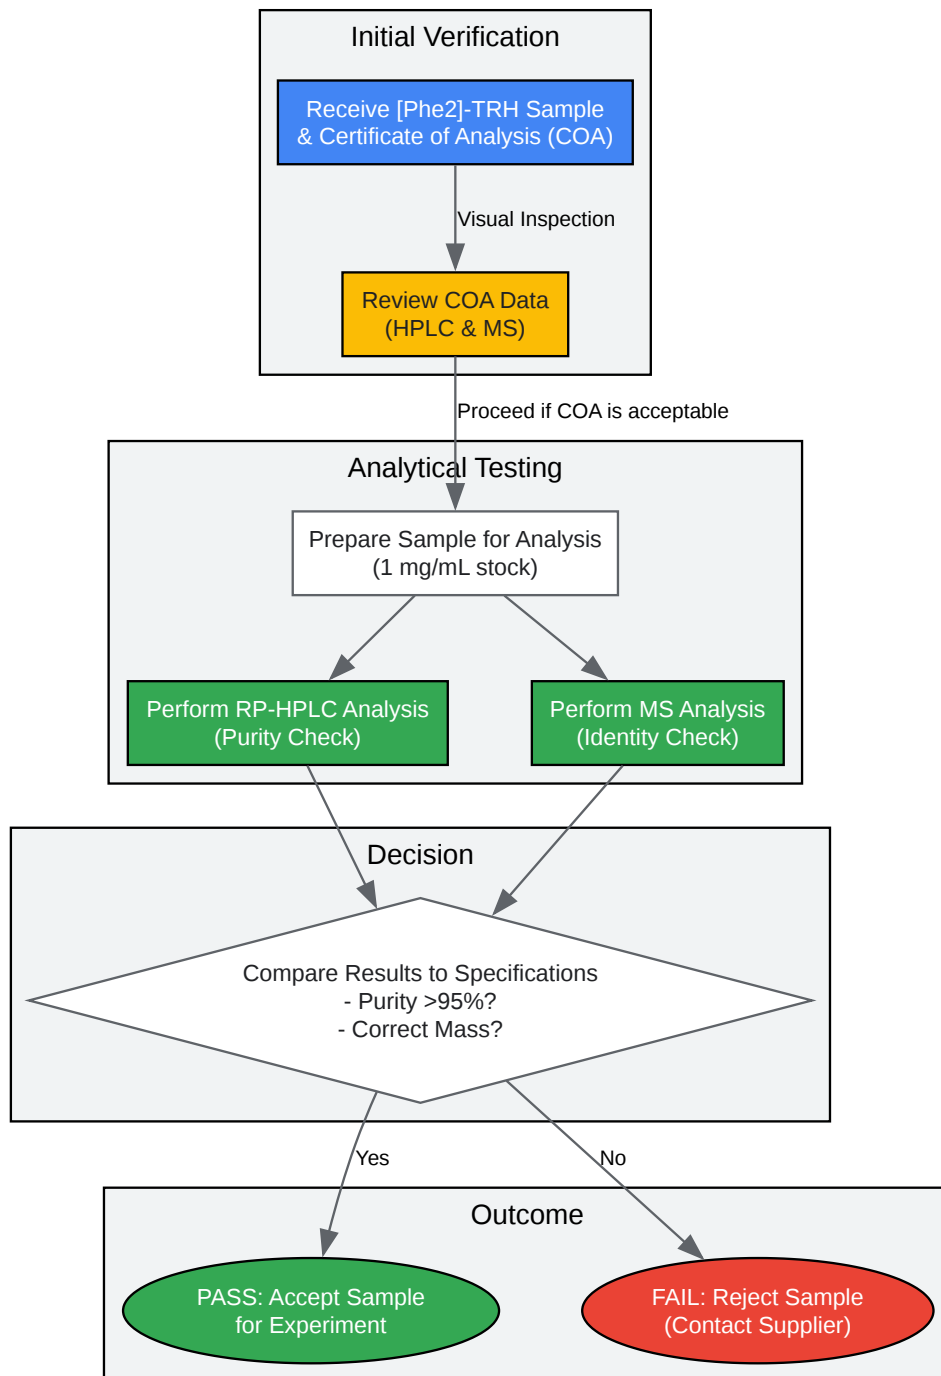 Initial Verification
Receive [Phe2]-TRH Sample
& Certificate of Analysis (COA)
Visual Inspection
Review COA Data
(HPLC & MS)
Proceed if COA is acceptable
Analytical Testing
Prepare Sample for Analysis
(1 mg/mL stock)
Perform RP-HPLC Analysis
(Purity Check)
Perform MS Analysis
(Identity Check)
Decision
Compare Results to Specifications
- Purity >95%?
- Correct Mass?
Yes
No
Outcome
PASS: Accept Sample
for Experiment
FAIL: Reject Sample
(Contact Supplier)